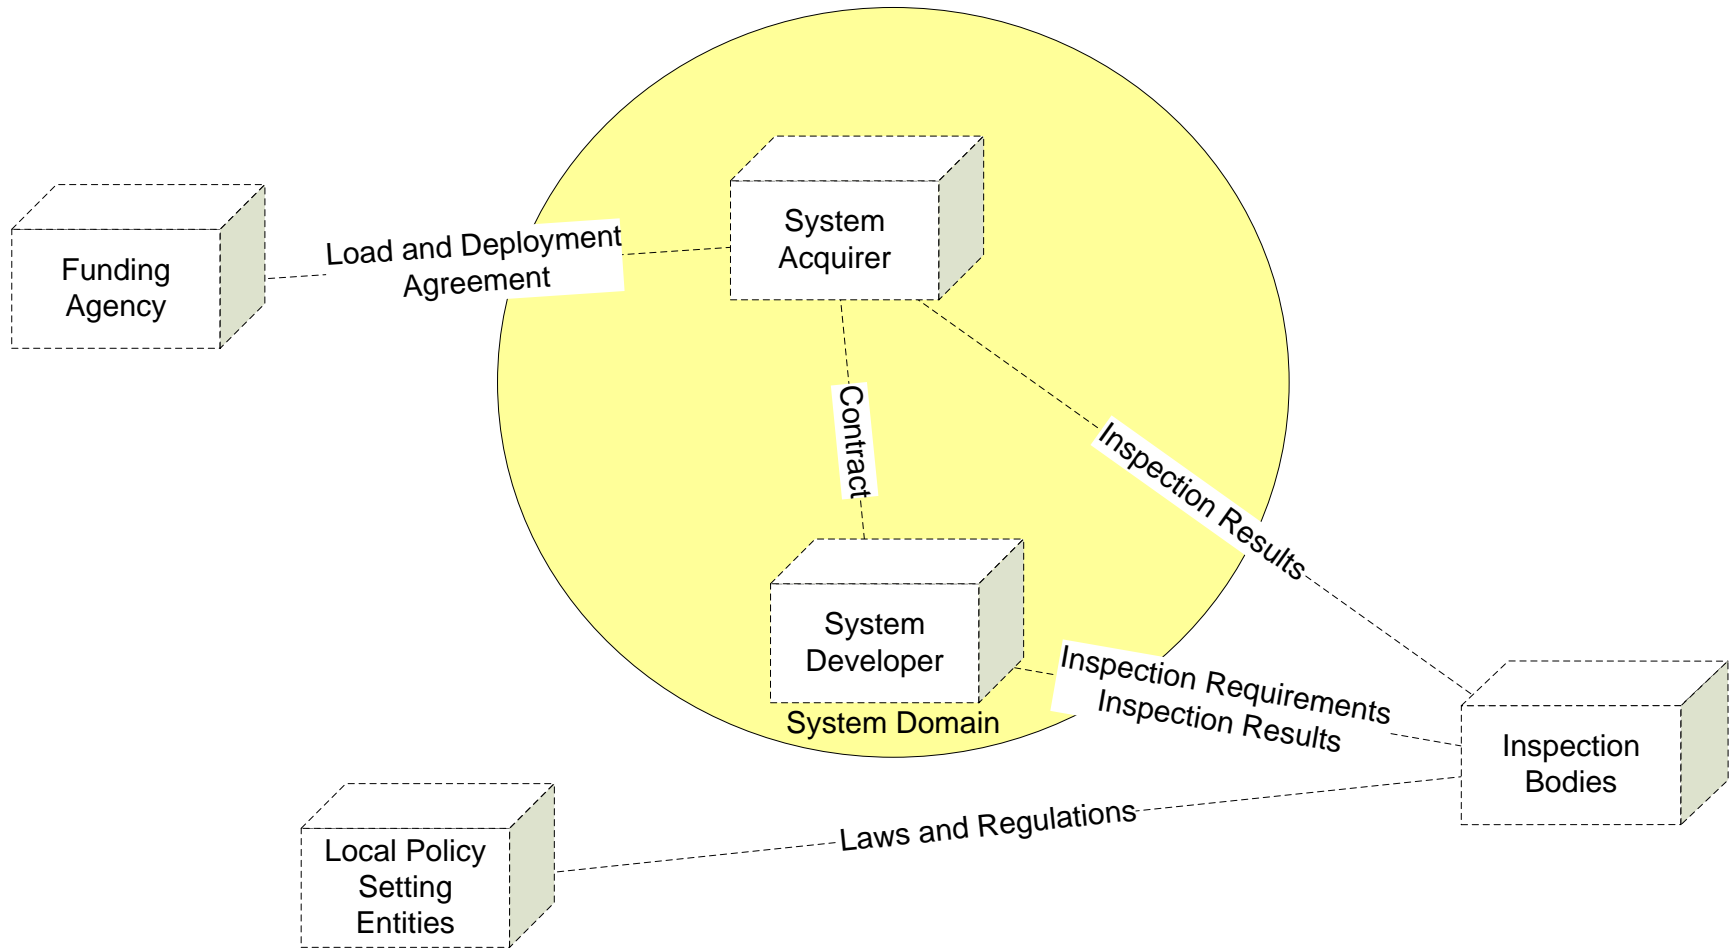 System
Acquirer
Funding
Agency
Load and Deployment
Agreement
Contract
Inspection Results
System
Developer
System Domain
Inspection Requirements
Inspection Results
Inspection
Bodies
Laws and Regulations
Local Policy
Setting
Entities